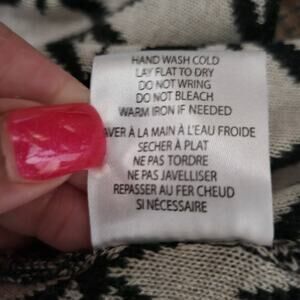 HAND WASH COLD
LAY FLAT TO DRY
DO NOT WRING
DO NOT BLEACH
WARM IRON IF NEEDED
AVER À LA MAIN À L'EAU FROIDE
SECHER À PLAT
NE PAS TORDRE
NE PAS JAVELLISER
REPASSER AU FER CHEUD
SI NÉCESSAIRE